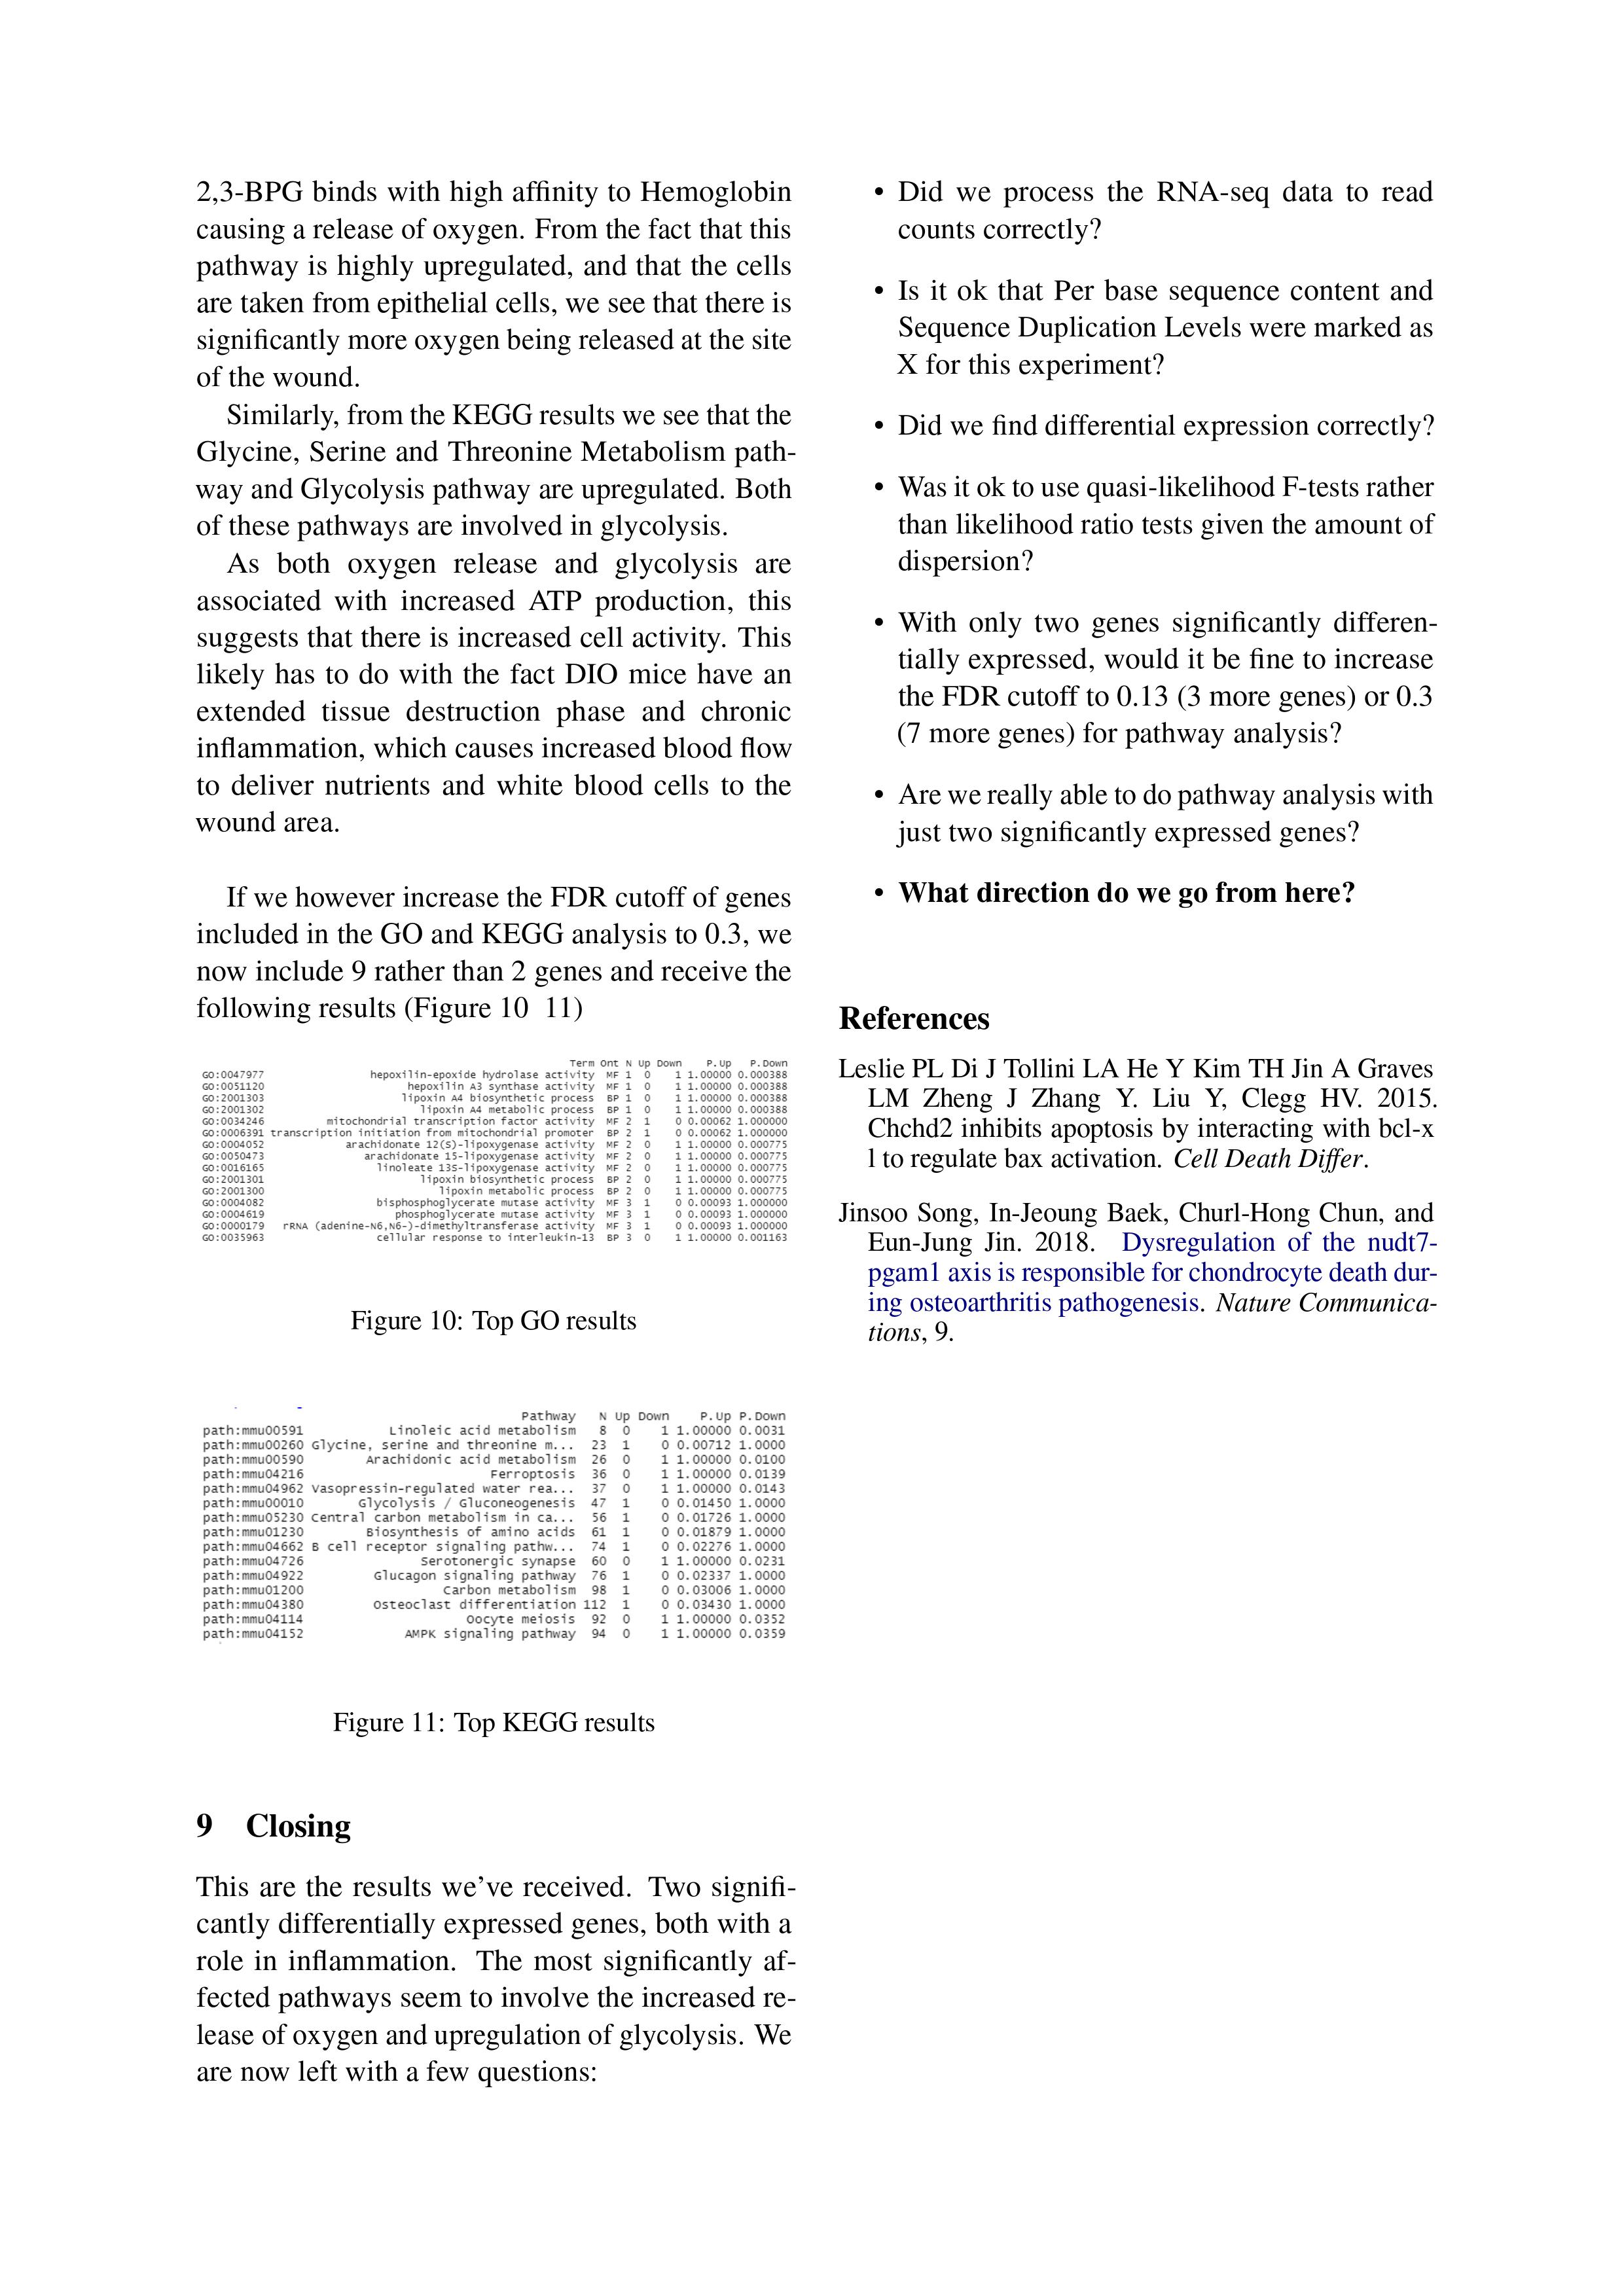 2,3-BPG binds with high affinity to Hemoglobin
causing a release of oxygen. From the fact that this
pathway is highly upregulated, and that the cells
are taken from epithelial cells, we see that there is
significantly more oxygen being released at the site
of the wound.
Similarly, from the KEGG results we see that the
Glycine, Serine and Threonine Metabolism path-
way and Glycolysis pathway are upregulated. Both
of these pathways are involved in glycolysis.
As both oxygen release and glycolysis are
associated with increased ATP production, this
suggests that there is increased cell activity. This
likely has to do with the fact DIO mice have an
extended tissue destruction phase and chronic
inflammation, which causes increased blood flow
to deliver nutrients and white blood cells to the
wound area.
If we however increase the FDR cutoff of genes
included in the GO and KEGG analysis to 0.3, we
now include 9 rather than 2 genes and receive the
following results (Figure 10 11)
Term Ont N Up Down P.Up P.Down
GO:0047977 hepoxilin-epoxide hydrolase activity MF 1 0 1 1.00000 0.000388
GO:0051120 hepoxilin A3 synthase activity MF 1 0 1 1.00000 0.000388
GO:2001303 lipoxin A4 biosynthetic process BP 1 0 1 1.00000 0.000388
GO:2001302 lipoxin A4 metabolic process BP 1 0 1 1.00000 0.000388
GO:0034246 mitochondrial transcription factor activity MF 2 1 0 0.00062 1.000000
GO:0006391 transcription initiation from mitochondrial promoter BP 2 1 0 0.00062 1.000000
GO:0004052 arachidonate 12(S)-lipoxygenase activity MF 2 0 1 1.00000 0.000775
GO:0050473 arachidonate 15-lipoxygenase activity MF 2 0 1 1.00000 0.000775
GO:0016165 linoleate 13S-lipoxygenase activity MF 2 0 1 1.00000 0.000775
GO:2001301 lipoxin biosynthetic process BP 2 0 1 1.00000 0.000775
GO:2001300 lipoxin metabolic process BP 2 0 1 1.00000 0.000775
GO:0004082 bisphosphoglycerate mutase activity MF 3 1 0 0.00093 1.000000
GO:0004619 phosphoglycerate mutase activity MF 3 1 0 0.00093 1.000000
GO:0000179 rRNA (adenine-N6,N6-)-dimethyltransferase activity MF 3 1 0 0.00093 1.000000
GO:0035963 cellular response to interleukin-13 BP 3 0 1 1.00000 0.001163
Figure 10: Top GO results
Pathway N Up Down P.Up P.Down
path:mmu00591 Linoleic acid metabolism 8 0 1 1.00000 0.0031
path:mmu00260 Glycine, serine and threonine m... 23 1 0 0.00712 1.0000
path:mmu00590 Arachidonic acid metabolism 26 0 1 1.00000 0.0100
path:mmu04216 Ferroptosis 36 0 1 1.00000 0.0139
path:mmu04962 Vasopressin-regulated water rea... 37 0 1 1.00000 0.0143
path:mmu00010 Glycolysis / Gluconeogenesis 47 1 0 0.01450 1.0000
path:mmu05230 Central carbon metabolism in ca... 56 1 0 0.01726 1.0000
path:mmu01230 Biosynthesis of amino acids 61 1 0 0.01879 1.0000
path:mmu04662 B cell receptor signaling pathw... 74 1 0 0.02276 1.0000
path:mmu04726 Serotonergic synapse 60 0 1 1.00000 0.0231
path:mmu04922 Glucagon signaling pathway 76 1 0 0.02337 1.0000
path:mmu01200 Carbon metabolism 98 1 0 0.03006 1.0000
path:mmu04380 Osteoclast differentiation 112 1 0 0.03430 1.0000
path:mmu04114 Oocyte meiosis 92 0 1 1.00000 0.0352
path:mmu04152 AMPK signaling pathway 94 0 1 1.00000 0.0359
Figure 11: Top KEGG results
9 Closing
This are the results we've received. Two signifi-
cantly differentially expressed genes, both with a
role in inflammation. The most significantly af-
fected pathways seem to involve the increased re-
lease of oxygen and upregulation of glycolysis. We
are now left with a few questions:
• Did we process the RNA-seq data to read
counts correctly?
• Is it ok that Per base sequence content and
Sequence Duplication Levels were marked as
X for this experiment?
• Did we find differential expression correctly?
• Was it ok to use quasi-likelihood F-tests rather
than likelihood ratio tests given the amount of
dispersion?
• With only two genes significantly differen-
tially expressed, would it be fine to increase
the FDR cutoff to 0.13 (3 more genes) or 0.3
(7 more genes) for pathway analysis?
• Are we really able to do pathway analysis with
just two significantly expressed genes?
• What direction do we go from here?
References
Leslie PL Di J Tollini LA He Y Kim TH Jin A Graves
LM Zheng J Zhang Y. Liu Y, Clegg HV. 2015.
Chchd2 inhibits apoptosis by interacting with bcl-x
l to regulate bax activation. Cell Death Differ.
Jinsoo Song, In-Jeoung Baek, Churl-Hong Chun, and
Eun-Jung Jin. 2018. Dysregulation of the nudt7-
pgam1 axis is responsible for chondrocyte death dur-
ing osteoarthritis pathogenesis. Nature Communica-
tions, 9.